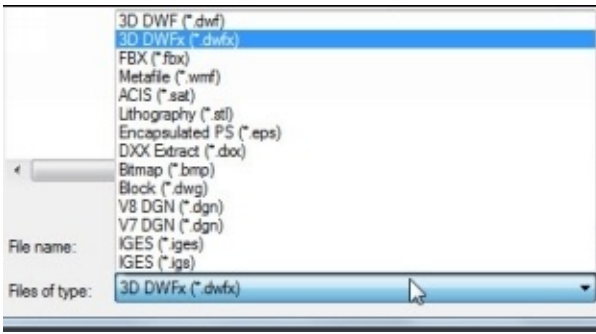 3D DWF (*.dwf)
3D DWFx (*.dwfx)
FBX (*.fbx)
Metafile (*.wmf)
ACIS (*.sat)
Lithography (*.stl)
Encapsulated PS (*.eps)
DXX Extract (*.dxx)
Bitmap (*.bmp)
Block (*.dwg)
V8 DGN (*.dgn)
V7 DGN (*.dgn)
IGES (*.iges)
IGES (*.igs)
File name:
Files of type: 3D DWFx (*.dwfx)